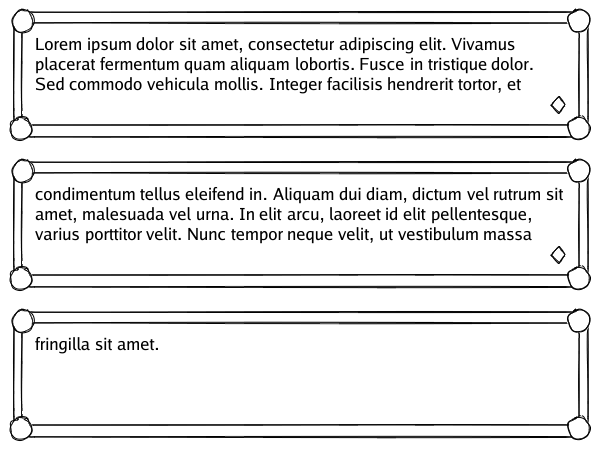 Lorem ipsum dolor sit amet, consectetur adipiscing elit. Vivamus
placerat fermentum quam aliquam lobortis. Fusce in tristique dolor.
Sed commodo vehicula mollis. Integer facilisis hendrerit tortor, et
condimentum tellus eleifend in. Aliquam dui diam, dictum vel rutrum sit
amet, malesuada vel urna. In elit arcu, laoreet id elit pellentesque,
varius porttitor velit. Nunc tempor neque velit, ut vestibulum massa
fringilla sit amet.